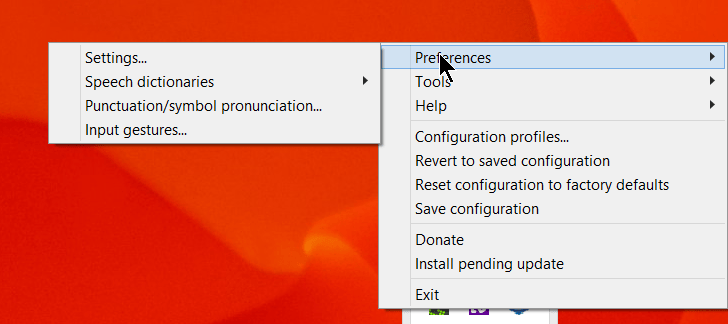 Settings...
Speech dictionaries
Punctuation/symbol pronunciation...
Input gestures...
Preferences
Tools
Help
Configuration profiles...
Revert to saved configuration
Reset configuration to factory defaults
Save configuration
Donate
Install pending update
Exit